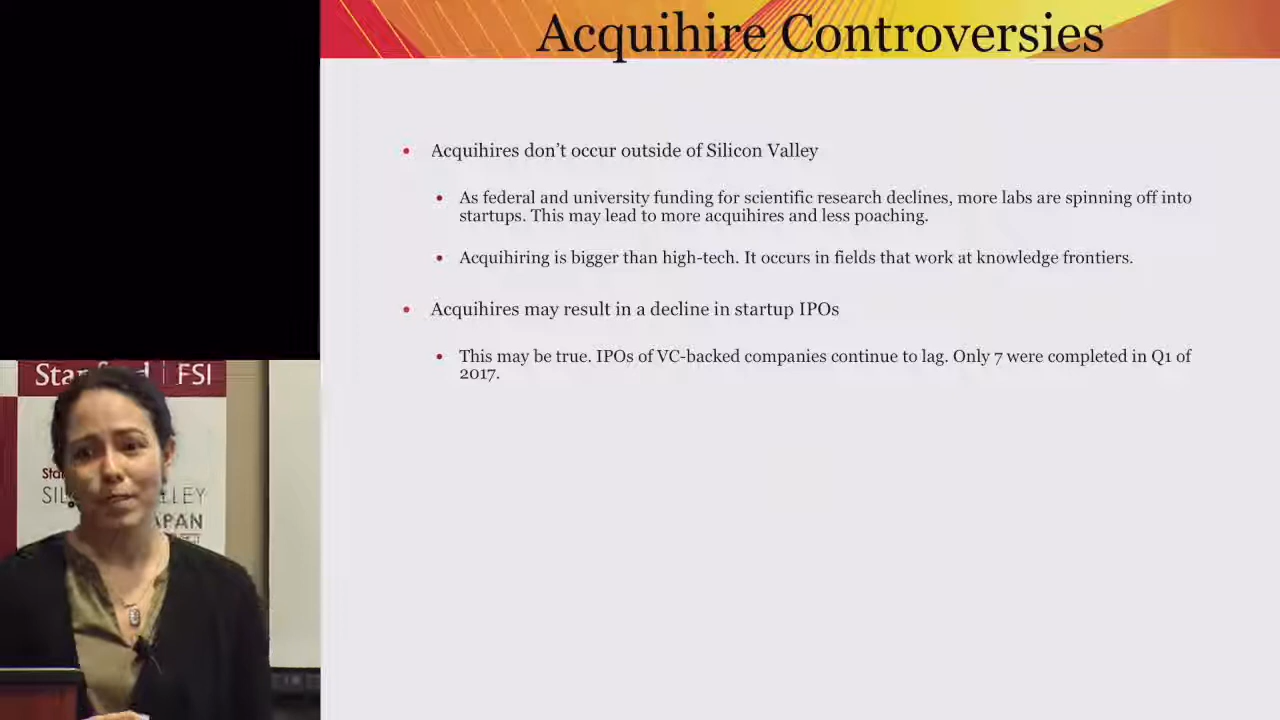 Acquihire Controversies
Acquihires don't occur outside of Silicon Valley
As federal and university funding for scientific research declines, more labs are spinning off into
startups. This may lead to more acquihires and less poaching.
Acquihiring is bigger than high-tech. It occurs in fields that work at knowledge frontiers.
Acquihires may result in a decline in startup IPOs
This may be true. IPOs of VC-backed companies continue to lag. Only 7 were completed in Q1 of
2017.
FSI